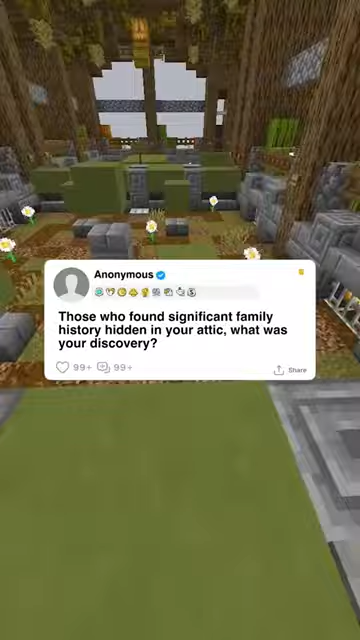 Anonymous
Those who found significant family
history hidden in your attic, what was
your discovery?
99+ 99+ Share